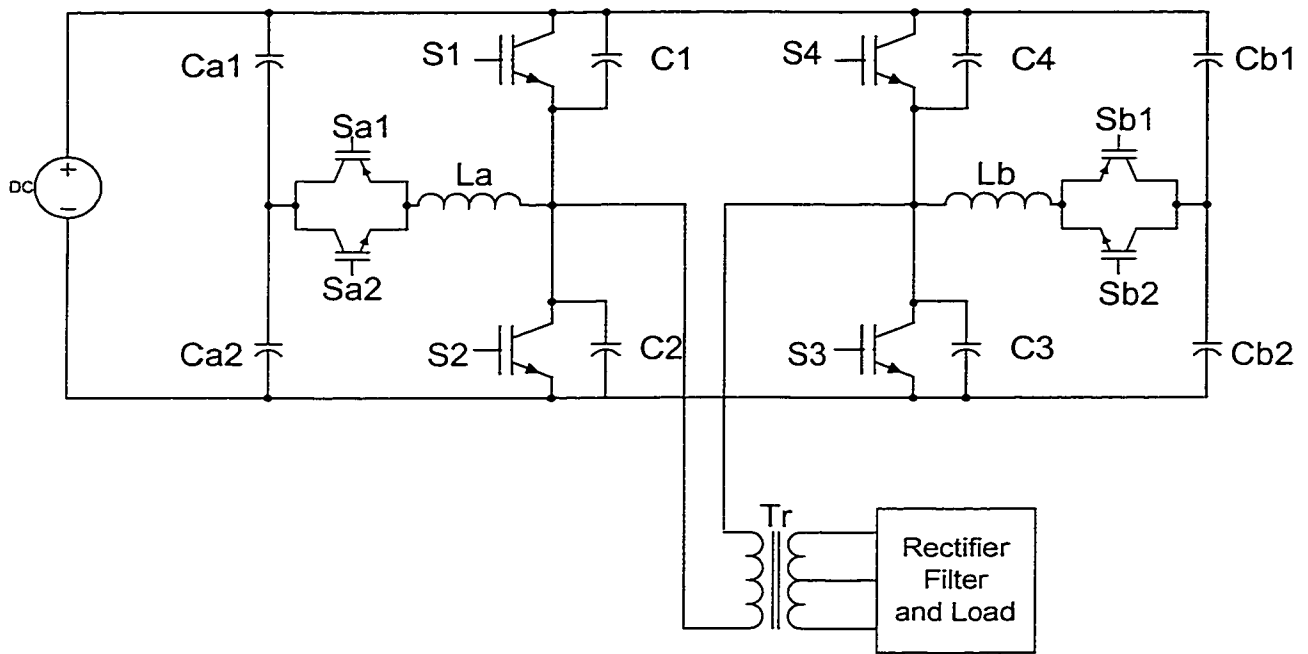 Ca1
S1
C1
S4
C4
Cb1
Sa1
Sb1
DC
+
−
La
Lb
Sa2
Sb2
Ca2
S2
C2
S3
C3
Cb2
Tr
Rectifier
Filter
and Load